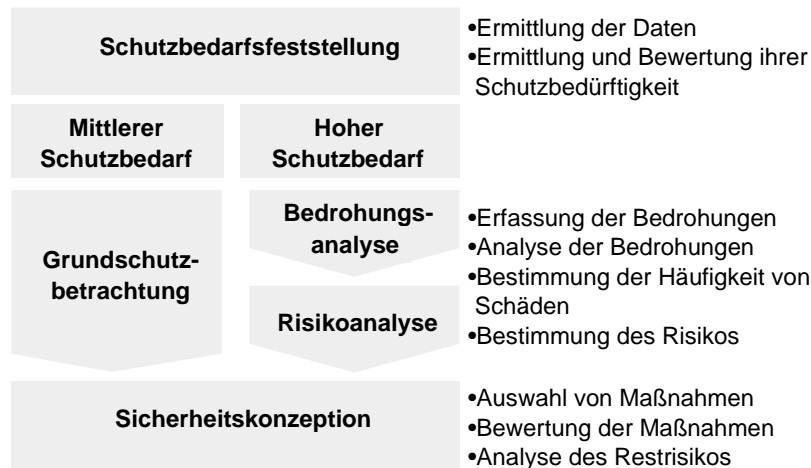 Schutzbedarfsfeststellung
•Ermittlung der Daten
•Ermittlung und Bewertung ihrer
Schutzbedürftigkeit
Mittlerer
Schutzbedarf
Hoher
Schutzbedarf
Grundschutz-
betrachtung
Bedrohungs-
analyse
Risikoanalyse
•Erfassung der Bedrohungen
•Analyse der Bedrohungen
•Bestimmung der Häufigkeit von
Schäden
•Bestimmung des Risikos
Sicherheitskonzeption
•Auswahl von Maßnahmen
•Bewertung der Maßnahmen
•Analyse des Restrisikos